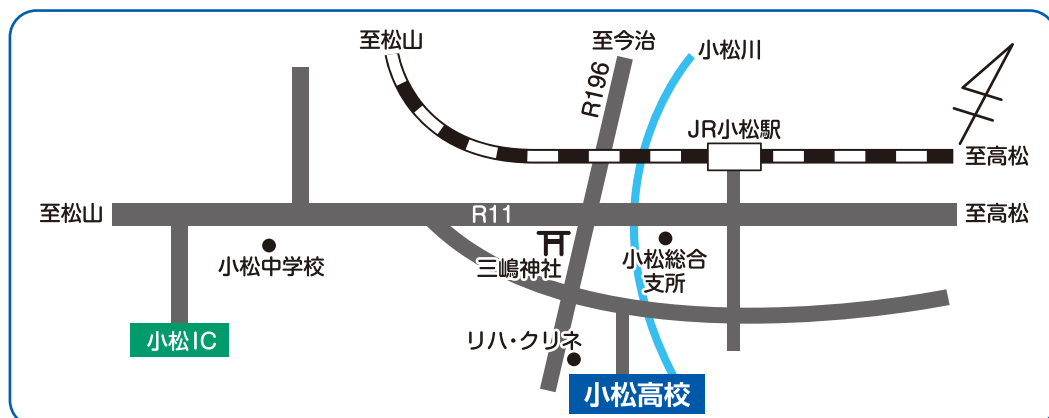 至松山
至今治
小松川
R196
JR小松駅
至高松
至松山
R11
至高松
小松中学校
三嶋神社
小松総合
支所
小松IC
リハ・クリネ
小松高校